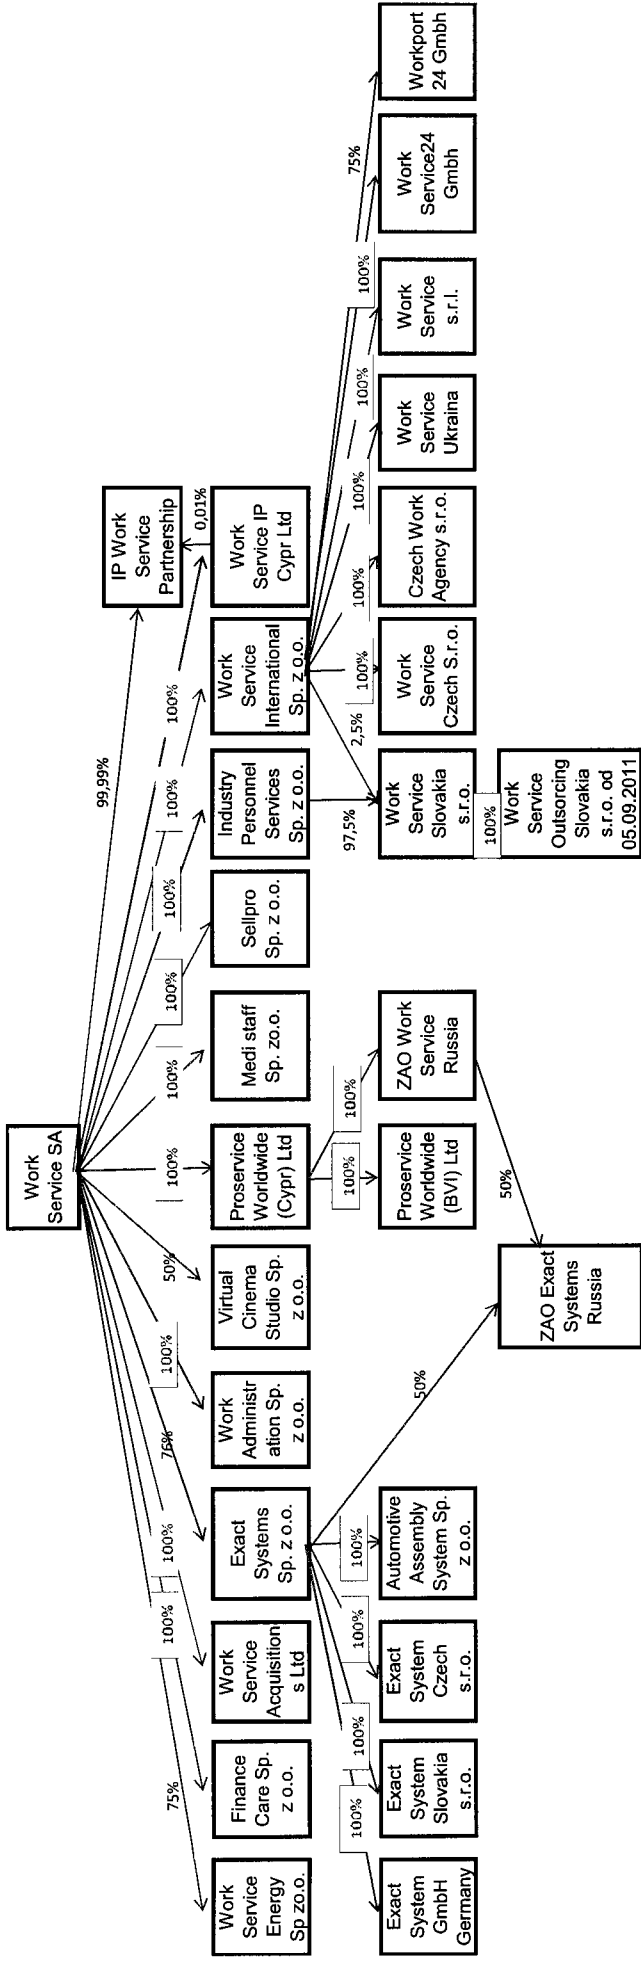 Work
Service SA
99,99%
IP Work
Service
Partnership
75%
100%
100%
76%
100%
50%
100%
100%
100%
100%
100%
100%
0,01%
Work
Service
Energy
Sp zo.o.
Finance
Care Sp.
z o.o.
Work
Service
Acquisition
s Ltd
Exact
Systems
Sp. z o.o.
Work
Administr
ation Sp.
z o.o.
Virtual
Cinema
Studio Sp.
z o.o.
Proservice
Worldwide
(Cypr) Ltd
Medi staff
Sp. zo.o.
Sellpro
Sp. z o.o.
Industry
Personnel
Services
Sp. z o.o.
Work
Service
International
Sp. z o.o.
Work
Service IP
Cypr Ltd
100%
100%
100%
100%
50%
100%
100%
97,5%
2,5%
100%
100%
100%
100%
100%
75%
Exact
System
GmbH
Germany
Exact
System
Slovakia
s.r.o.
Exact
System
Czech
s.r.o.
Automotive
Assembly
System Sp.
z o.o.
Proservice
Worldwide
(BVI) Ltd
ZAO Work
Service
Russia
Work
Service
Slovakia
s.r.o.
Work
Service
Czech S.r.o.
Czech Work
Agency s.r.o.
Work
Service
Ukraina
Work
Service
s.r.l.
Work
Service24
Gmbh
Workport
24 Gmbh
50%
100%
ZAO Exact
Systems
Russia
Work
Service
Outsorcing
Slovakia
s.r.o. od
05.09.2011